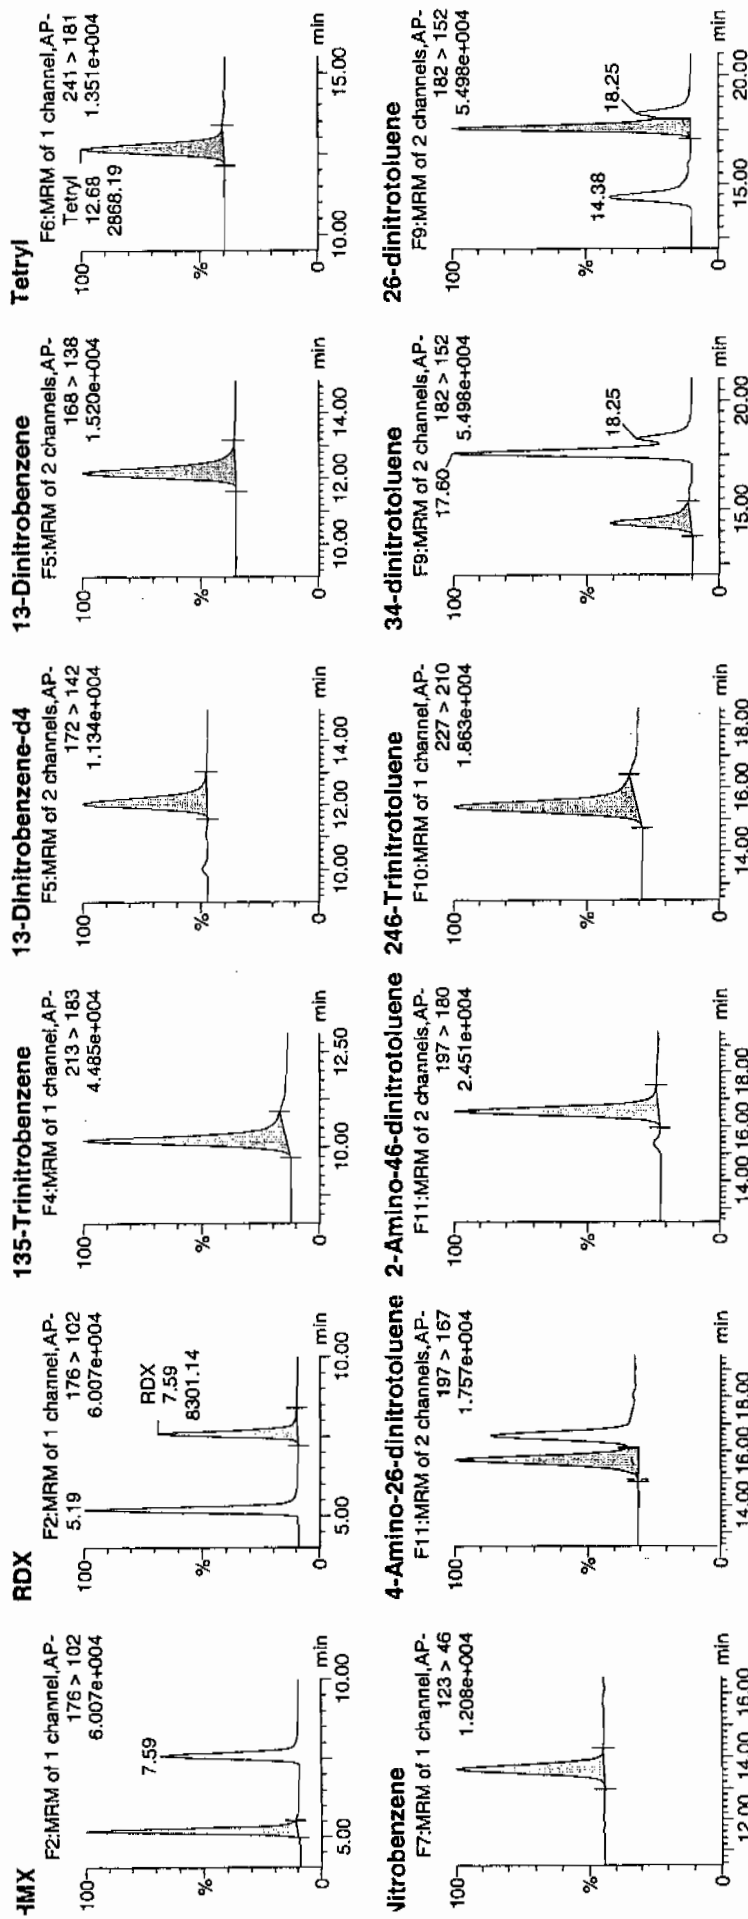 HMX
F2:MRM of 1 channel,AP-
176 > 102
6.007e+004
100
%
0
7.59
5.00
10.00
min
RDX
F2:MRM of 1 channel,AP-
176 > 102
6.007e+004
100
%
0
5.19
RDX
7.59
8301.14
5.00
10.00
min
135-Trinitrobenzene
F4:MRM of 1 channel,AP-
213 > 183
4.485e+004
100
%
0
10.00
12.50
min
13-Dinitrobenzene-d4
F5:MRM of 2 channels,AP-
172 > 142
1.134e+004
100
%
0
10.00
12.00
14.00
min
13-Dinitrobenzene
F5:MRM of 2 channels,AP-
168 > 138
1.520e+004
100
%
0
10.00
12.00
14.00
min
Tetryl
F6:MRM of 1 channel,AP-
241 > 181
1.351e+004
Tetryl
12.68
2868.19
100
%
0
10.00
15.00
min
Nitrobenzene
F7:MRM of 1 channel,AP-
123 > 46
1.208e+004
100
%
0
12.00
14.00
16.00
min
4-Amino-26-dinitrotoluene
F11:MRM of 2 channels,AP-
197 > 167
1.757e+004
100
%
0
14.00
16.00
18.00
min
2-Amino-46-dinitrotoluene
F11:MRM of 2 channels,AP-
197 > 180
2.451e+004
100
%
0
14.00
16.00
18.00
min
246-Trinitrotoluene
F10:MRM of 1 channel,AP-
227 > 210
1.863e+004
100
%
0
14.00
16.00
18.00
min
34-dinitrotoluene
F9:MRM of 2 channels,AP-
182 > 152
5.498e+004
17.60
18.25
100
%
0
15.00
20.00
min
26-dinitrotoluene
F9:MRM of 2 channels,AP-
182 > 152
5.498e+004
14.38
18.25
100
%
0
15.00
20.00
min